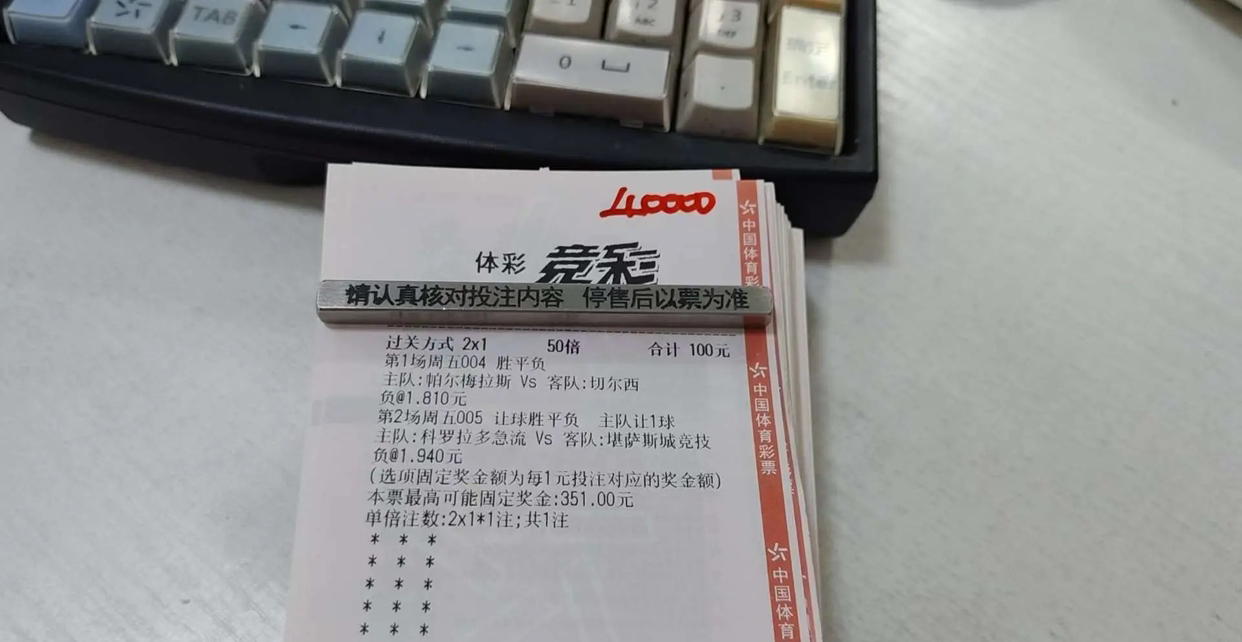 TAB
2
ABC
3
DEF
0
Enter
40000
体彩 竞彩
请认真核对投注内容 停售后以票为准
过关方式 2x1 50倍 合计 100元
第1场周五004 胜平负
主队:帕尔梅拉斯 Vs 客队:切尔西
负@1.810元
第2场周五005 让球胜平负 主队让1球
主队:科罗拉多急流 Vs 客队:堪萨斯城竞技
负@1.940元
(选项固定奖金额为每1元投注对应的奖金额)
本票最高可能固定奖金:351.00元
单倍注数:2x1*1注;共1注
* * *
* * *
* * *
* * *
* * *
中国体育彩
中国体育彩票
中国体育